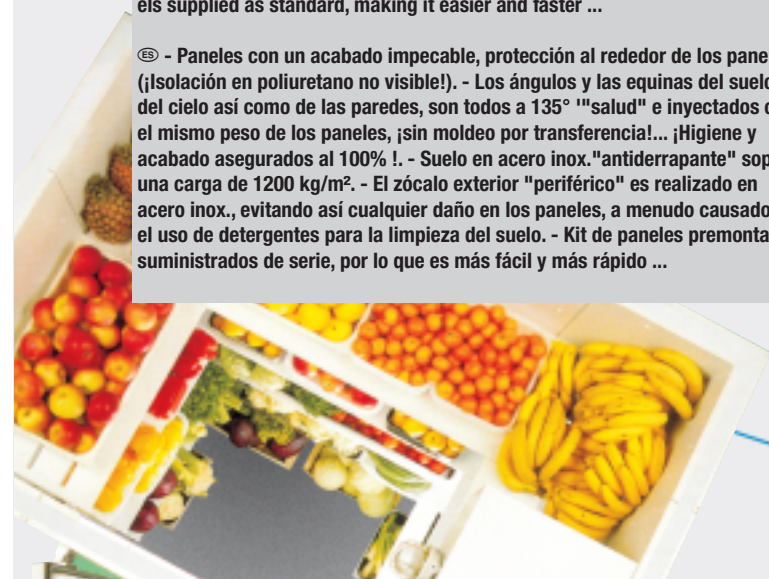 els supplied as standard, making it easier and faster ...
ES - Paneles con un acabado impecable, protección al rededor de los pane
(¡Isolación en poliuretano no visible!). - Los ángulos y las equinas del suelo
del cielo así como de las paredes, son todos a 135° '"salud" e inyectados
el mismo peso de los paneles, ¡sin moldeo por transferencia!... ¡Higiene y
acabado asegurados al 100% !. - Suelo en acero inox."antiderrapante" sop
una carga de 1200 kg/m². - El zócalo exterior "periférico" es realizado en
acero inox., evitando así cualquier daño en los paneles, a menudo causado
el uso de detergentes para la limpieza del suelo. - Kit de paneles premonta
suministrados de serie, por lo que es más fácil y más rápido ...